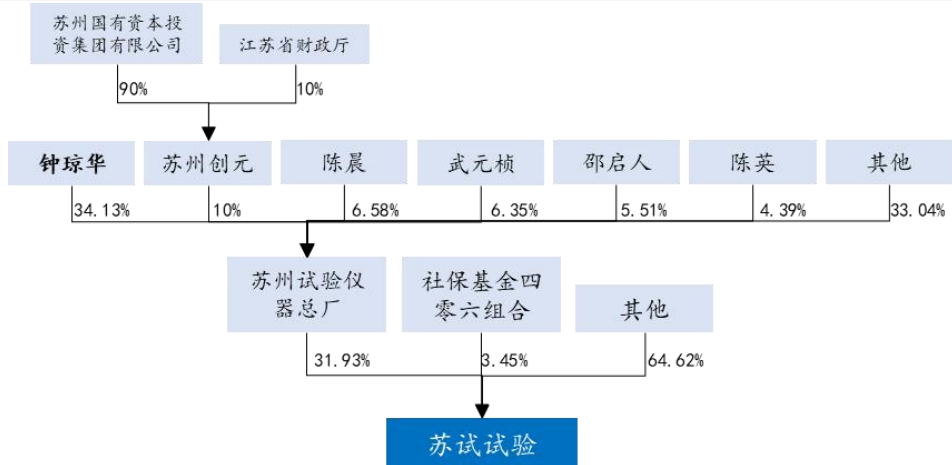 苏州国有资本投
资集团有限公司
江苏省财政厅
90%
10%
钟琼华
苏州创元
陈晨
武元桢
邵启人
陈英
其他
34.13%
10%
6.58%
6.35%
5.51%
4.39%
33.04%
苏州试验仪
器总厂
社保基金四
零六组合
其他
31.93%
3.45%
64.62%
苏试试验